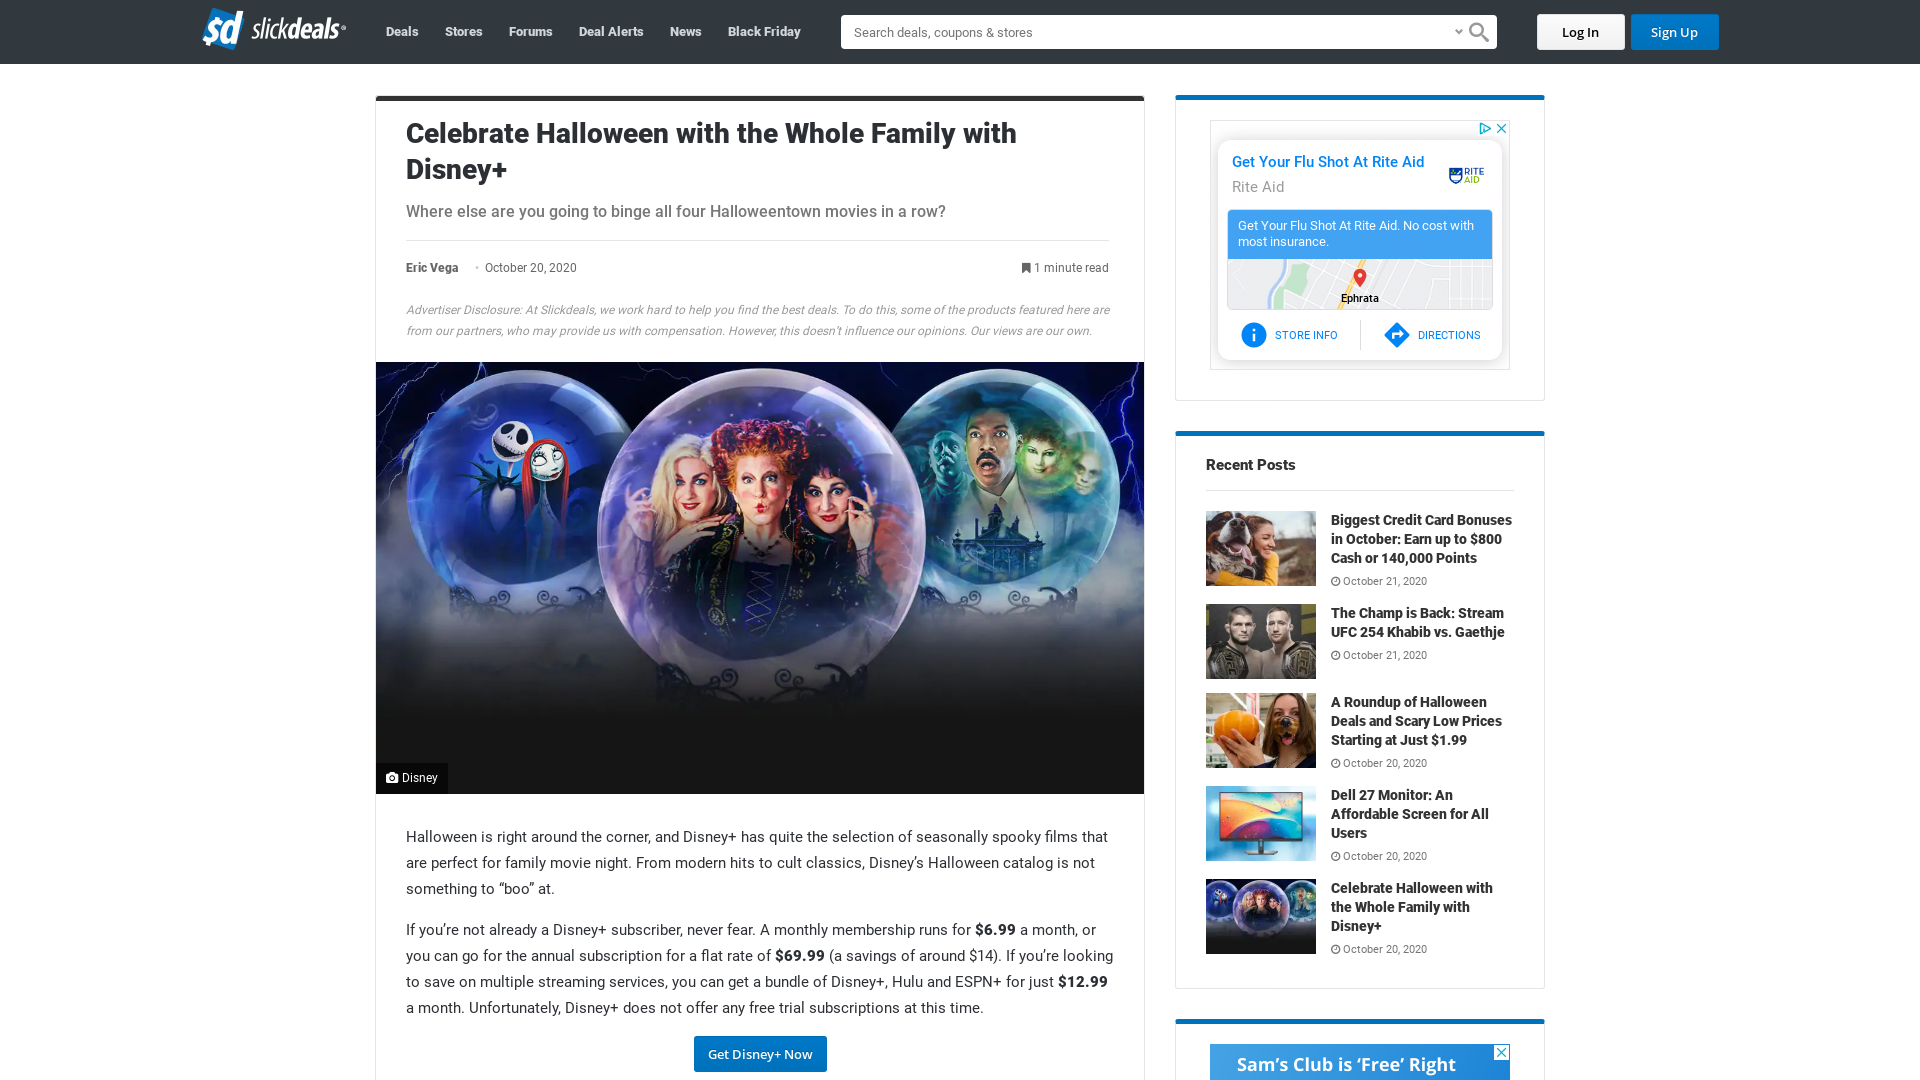 sd slickdeals
Deals
Stores
Forums
Deal Alerts
News
Black Friday
Search deals, coupons & stores
Log In
Sign Up
Celebrate Halloween with the Whole Family with
Disney+
Where else are you going to binge all four Halloweentown movies in a row?
Eric Vega • October 20, 2020
1 minute read
Advertiser Disclosure: At Slickdeals, we work hard to help you find the best deals. To do this, some of the products featured here are
from our partners, who may provide us with compensation. However, this doesn't influence our opinions. Our views are our own.
Disney
Halloween is right around the corner, and Disney+ has quite the selection of seasonally spooky films that
are perfect for family movie night. From modern hits to cult classics, Disney’s Halloween catalog is not
something to “boo” at.
If you’re not already a Disney+ subscriber, never fear. A monthly membership runs for $6.99 a month, or
you can go for the annual subscription for a flat rate of $69.99 (a savings of around $14). If you’re looking
to save on multiple streaming services, you can get a bundle of Disney+, Hulu and ESPN+ for just $12.99
a month. Unfortunately, Disney+ does not offer any free trial subscriptions at this time.
Get Disney+ Now
Get Your Flu Shot At Rite Aid
Rite Aid
RITE
AID
Get Your Flu Shot At Rite Aid. No cost with
most insurance.
Ephrata
STORE INFO
DIRECTIONS
Recent Posts
Biggest Credit Card Bonuses
in October: Earn up to $800
Cash or 140,000 Points
October 21, 2020
The Champ is Back: Stream
UFC 254 Khabib vs. Gaethje
October 21, 2020
A Roundup of Halloween
Deals and Scary Low Prices
Starting at Just $1.99
October 20, 2020
Dell 27 Monitor: An
Affordable Screen for All
Users
October 20, 2020
Celebrate Halloween with
the Whole Family with
Disney+
October 20, 2020
Sam’s Club is ‘Free’ Right